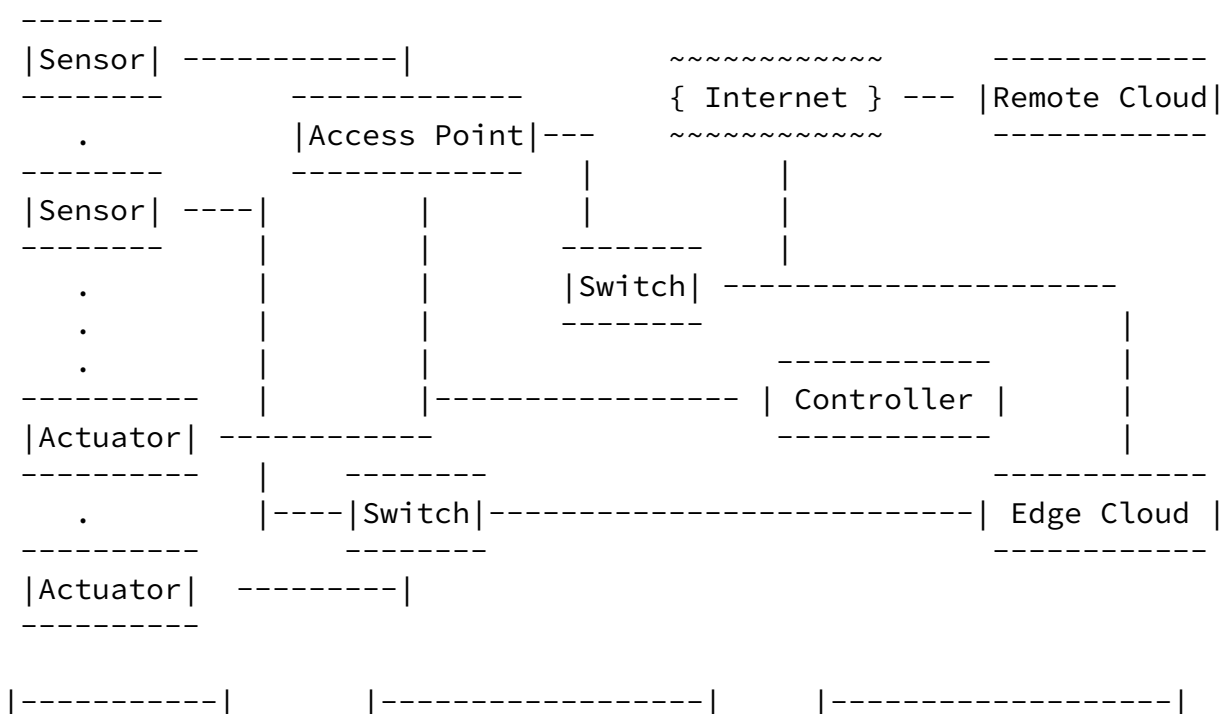 --------
|Sensor| ------------|              ~~~~~~~~~~~~      ------------
--------       -------------        { Internet } --- |Remote Cloud|
   .           |Access Point|---    ~~~~~~~~~~~~      ------------
--------       -------------   |          |
|Sensor| ----|        |        |          |
--------     |        |       --------    |
   .         |        |       |Switch| ----------------------
   .         |        |       --------                       |
   .         |        |                   ------------       |
----------   |        |----------------- | Controller |      |
|Actuator| ------------                   ------------       |
----------   |    --------                            ------------
   .         |----|Switch|---------------------------| Edge Cloud |
----------        --------                            ------------
|Actuator|  ---------|
----------
|-----------|       |------------------|     |-------------------|